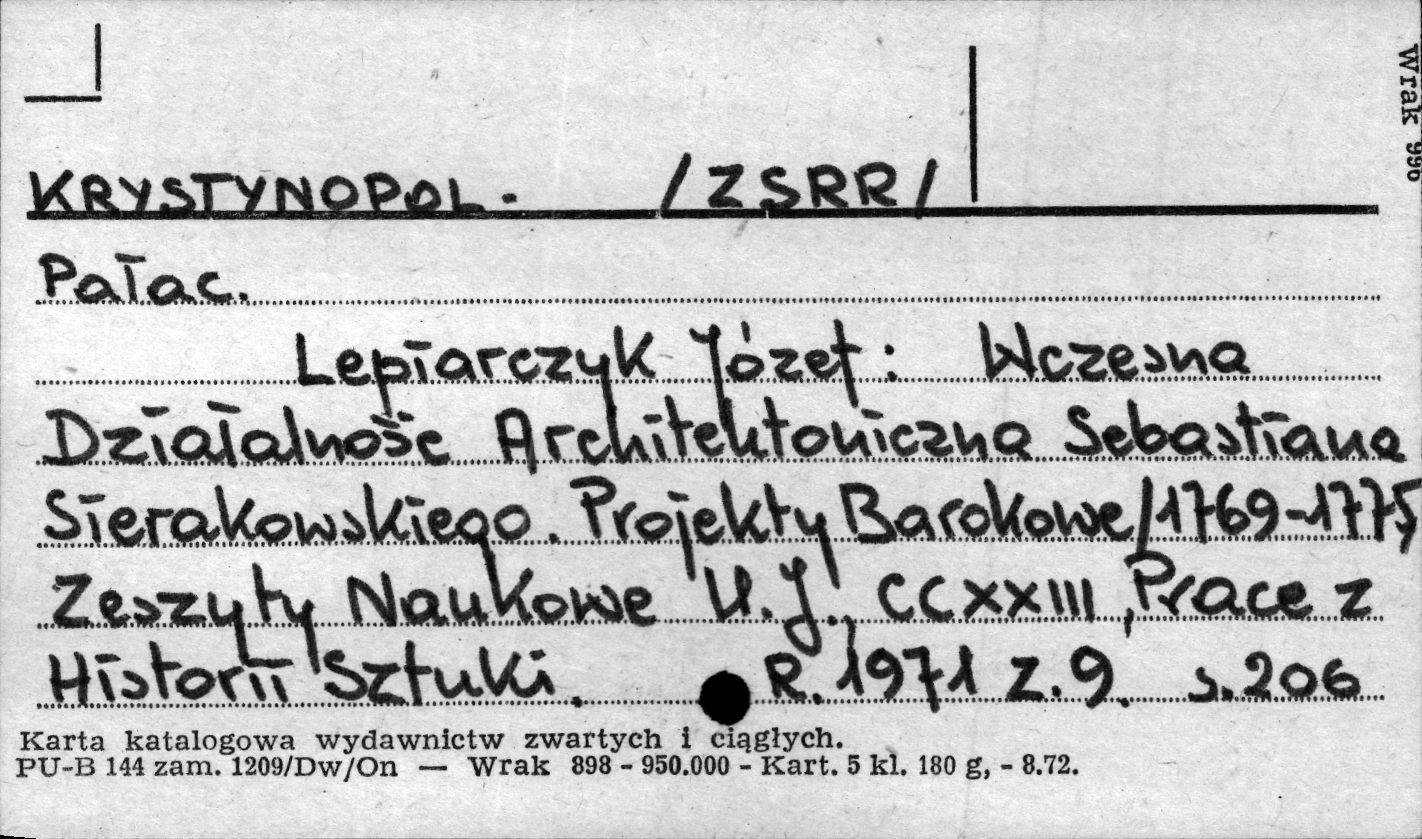 KRYSTYNOPOL. /ZSRR/
Pałac.
Lepiarczyk Józef: Wczesna
Działalność Architektoniczna Sebastiana
Sierakowskiego. Projekty Barokowe/1769-1775
Zeszyty Naukowe U.J., CCXXIII, Prace z
Historii Sztuki. R. 1971 z.9. s.206
Karta katalogowa wydawnictw zwartych i ciągłych.
PU-B 144 zam. 1209/Dw/On — Wrak 898 - 950.000 - Kart. 5 kl. 180 g, - 8.72.
Wrak 996